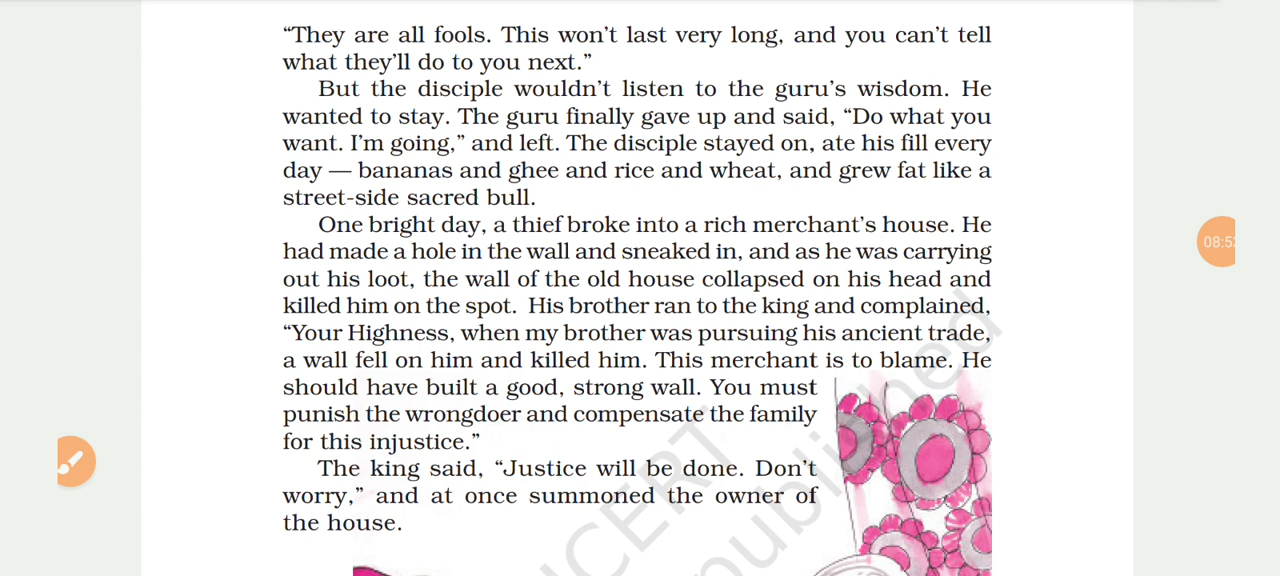 “They are all fools. This won’t last very long, and you can’t tell
what they’ll do to you next.”
But the disciple wouldn’t listen to the guru’s wisdom. He
wanted to stay. The guru finally gave up and said, “Do what you
want. I’m going,” and left. The disciple stayed on, ate his fill every
day — bananas and ghee and rice and wheat, and grew fat like a
street-side sacred bull.
One bright day, a thief broke into a rich merchant’s house. He
had made a hole in the wall and sneaked in, and as he was carrying
out his loot, the wall of the old house collapsed on his head and
killed him on the spot. His brother ran to the king and complained,
“Your Highness, when my brother was pursuing his ancient trade,
a wall fell on him and killed him. This merchant is to blame. He
should have built a good, strong wall. You must
punish the wrongdoer and compensate the family
for this injustice.”
The king said, “Justice will be done. Don’t
worry,” and at once summoned the owner of
the house.